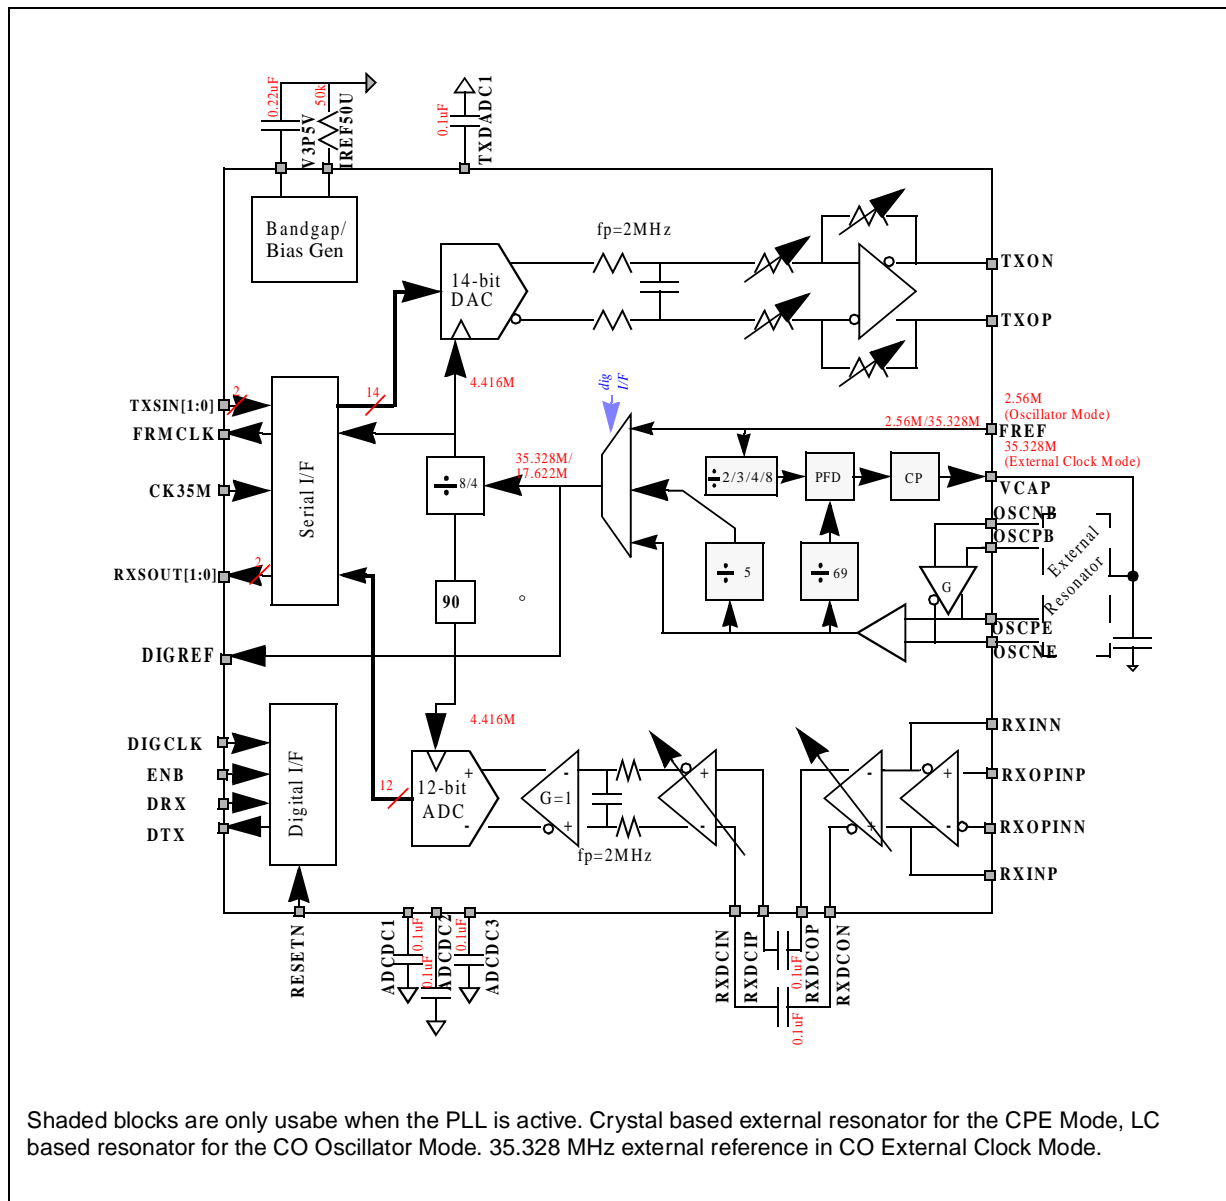 0.22uF
50k
V3P5V
IREF50U
0.1uF
TXDADC1
Bandgap/
Bias Gen
14-bit
DAC
fp=2MHz
TXON
TXOP
4.416M
dig
I/F
2
TXSIN[1:0]
14
FRMCLK
CK35M
2
RXSOUT[1:0]
Serial I/F
÷ 8/4
35.328M/
17.622M
2.56M/35.328M
2.56M
(Oscillator Mode)
FREF
35.328M
(External Clock Mode)
÷ 2/3/4/8
PFD
CP
VCAP
OSCNB
OSCPB
÷ 5
÷ 69
G
External
Resonator
OSCPE
OSCNE
90
°
DIGREF
4.416M
DIGCLK
ENB
DRX
DTX
Digital I/F
12
12-bit
ADC
+
-
G=1
-
+
fp=2MHz
+
-
-
+
+
-
RXINN
RXOPINP
RXOPINN
RXINP
RESETN
ADCDC1
0.1uF
0.1uF
ADCDC2
0.1uF
ADCDC3
RXDCIN
RXDCIP
0.1uF
RXDCOP
RXDCON
0.1uF
Shaded blocks are only usabe when the PLL is active. Crystal based external resonator for the CPE Mode, LC
based resonator for the CO Oscillator Mode. 35.328 MHz external reference in CO External Clock Mode.